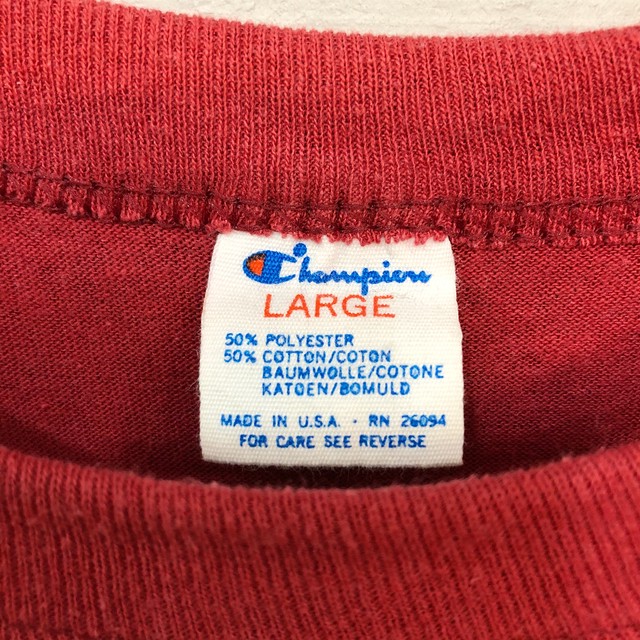 Champion
LARGE
50% POLYESTER
50% COTTON/COTON
BAUMWOLLE/COTONE
KATOEN/BOMULD
MADE IN U.S.A. · RN 26094
FOR CARE SEE REVERSE